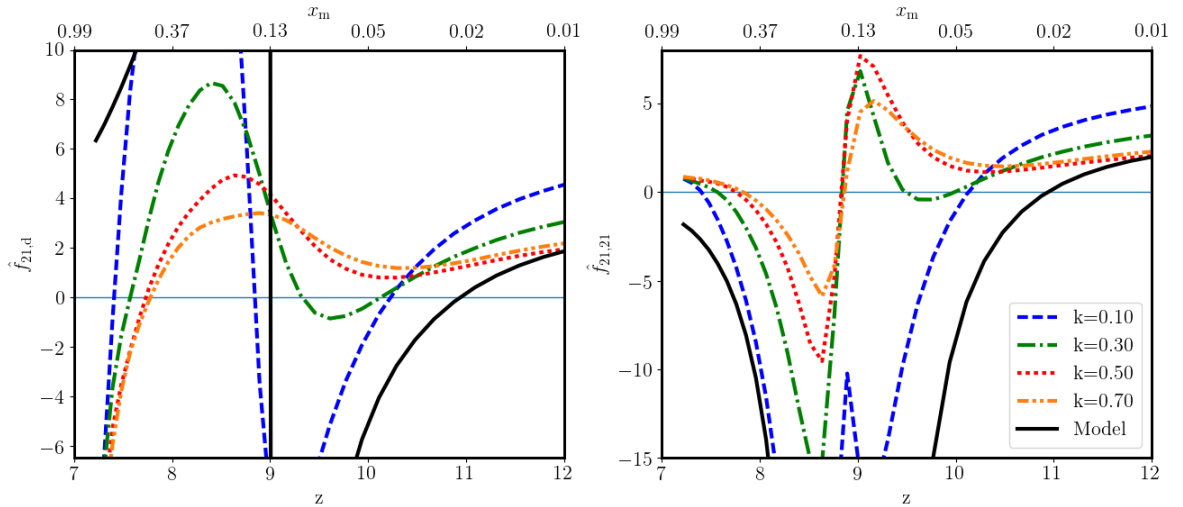 x_m
0.99 0.37 0.13 0.05 0.02 0.01
10
8
6
4
2
0
−2
−4
−6
f̂_21,d
7 8 9 10 11 12
z
x_m
0.99 0.37 0.13 0.05 0.02 0.01
5
0
−5
−10
−15
f̂_21,21
k=0.10
k=0.30
k=0.50
k=0.70
Model
7 8 9 10 11 12
z